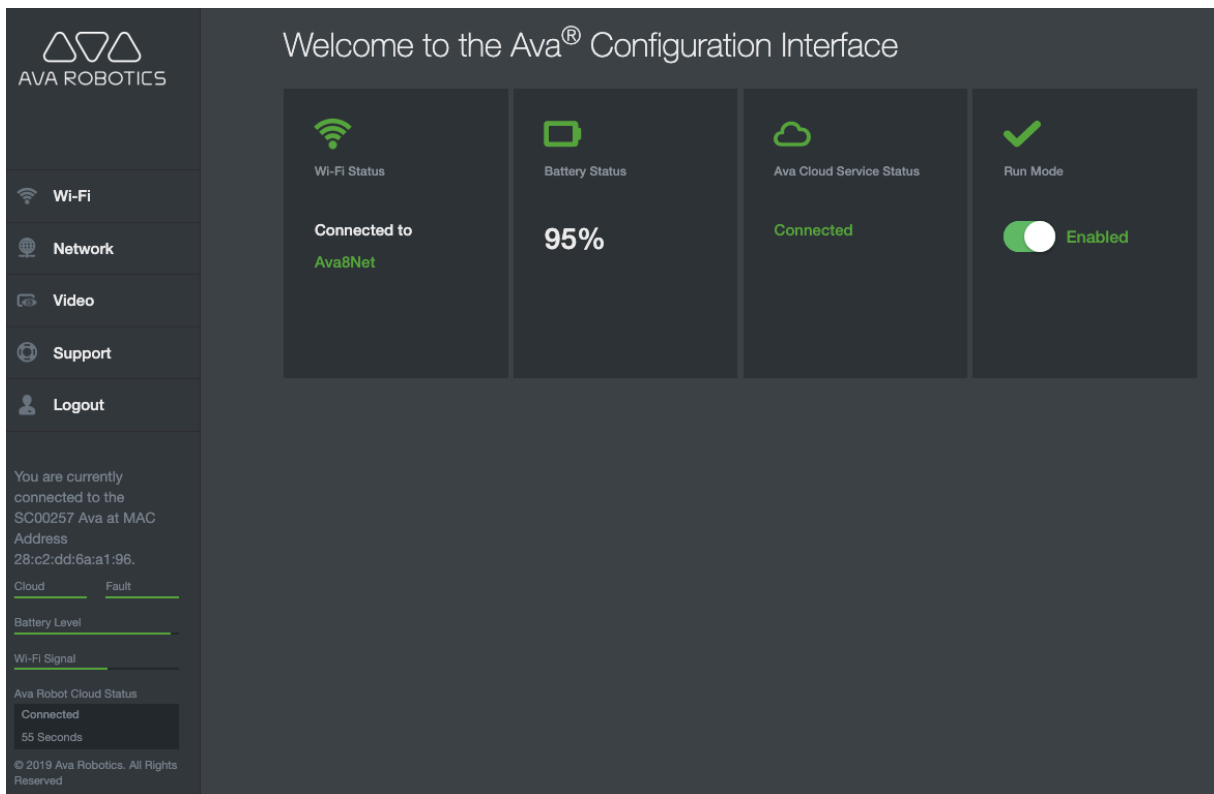 AVA ROBOTICS
Wi-Fi
Network
Video
Support
Logout
You are currently
connected to the
SC00257 Ava at MAC
Address
28:c2:dd:6a:a1:96.
Cloud Fault
Battery Level
Wi-Fi Signal
Ava Robot Cloud Status
Connected
55 Seconds
© 2019 Ava Robotics. All Rights
Reserved
Welcome to the Ava® Configuration Interface
Wi-Fi Status
Connected to
Ava8Net
Battery Status
95%
Ava Cloud Service Status
Connected
Run Mode
Enabled